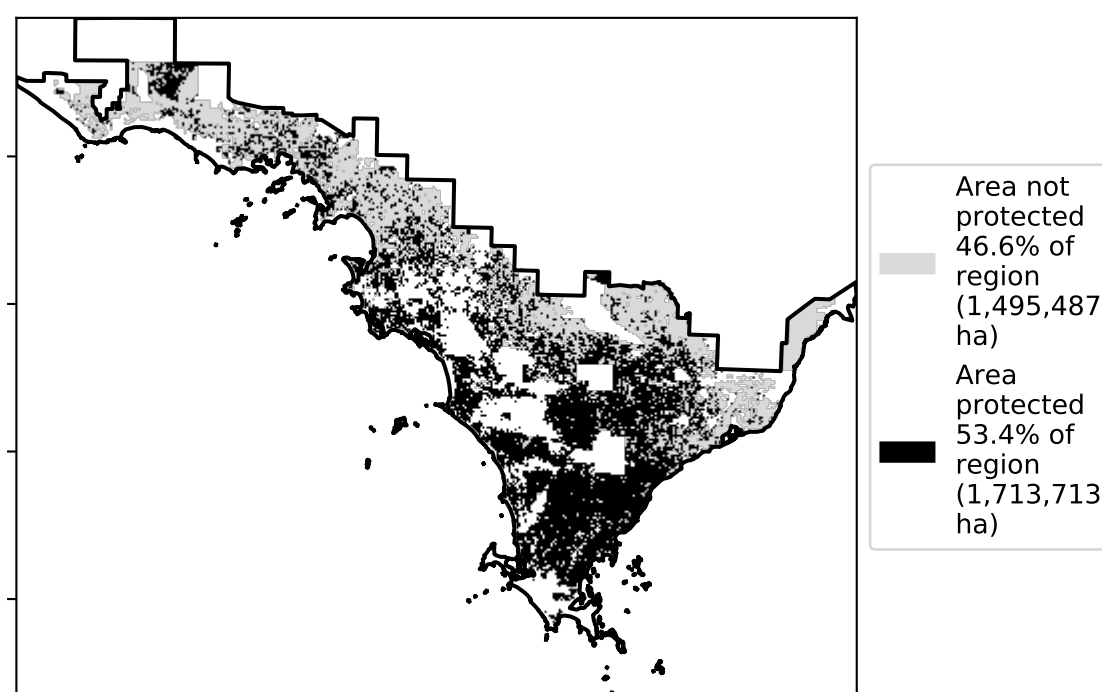 Area not
protected
46.6% of
region
(1,495,487
ha)
Area
protected
53.4% of
region
(1,713,713
ha)